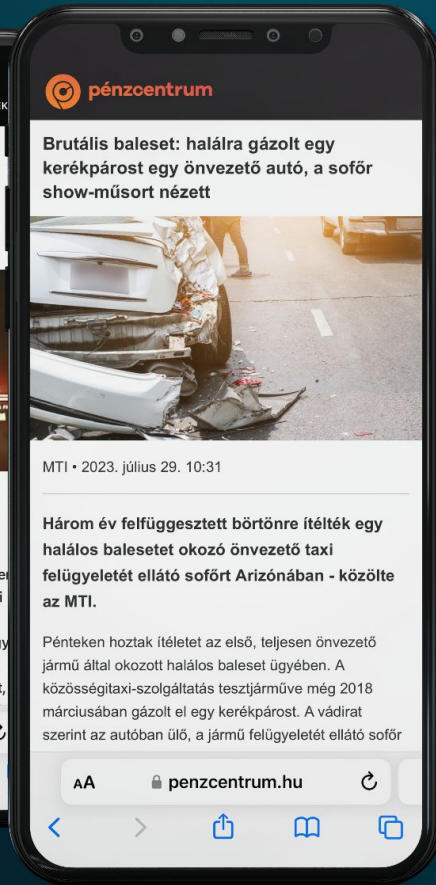 pénzcentrum
Brutális baleset: halálra gázolt egy
kerékpárost egy önvezető autó, a sofőr
show-műsort nézett
MTI • 2023. július 29. 10:31
Három év felfüggesztett börtönre ítélték egy
halálos balesetet okozó önvezető taxi
felügyeletét ellátó sofőrt Arizónában - közölte
az MTI.
Pénteken hoztak ítéletet az első, teljesen önvezető
jármű által okozott halálos baleset ügyében. A
közösségitaxi-szolgáltatás tesztjárműve még 2018
márciusában gázolt el egy kerékpárost. A vádirat
szerint az autóban ülő, a jármű felügyeletét ellátó sofőr
AA penzcentrum.hu